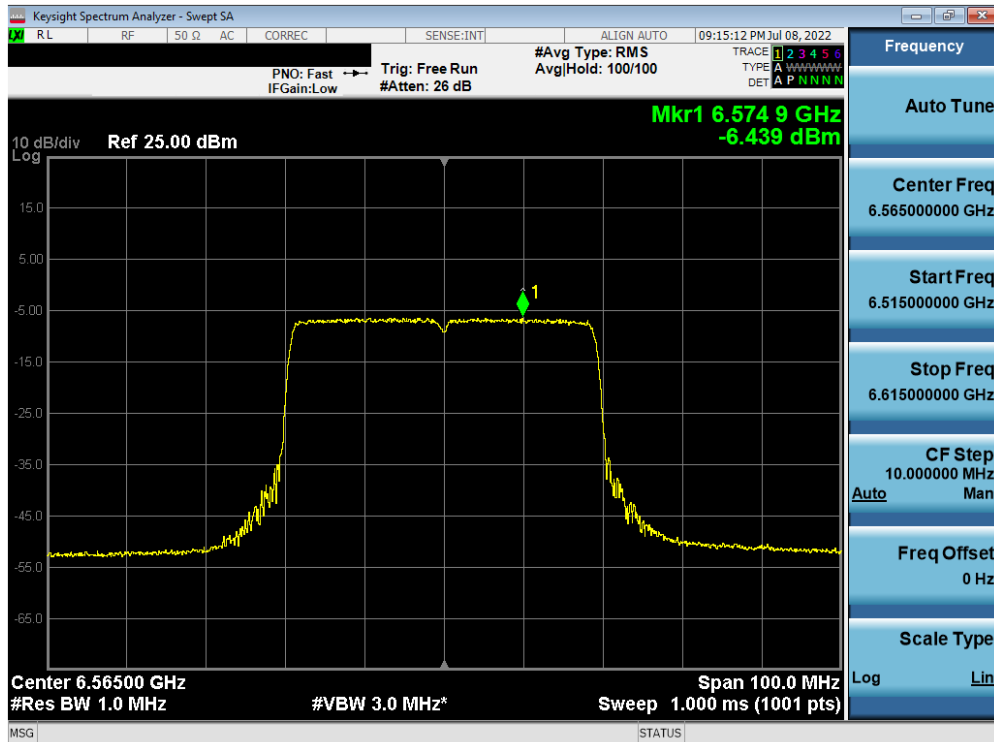 Keysight Spectrum Analyzer - Swept SA
LXI RL RF 50 Ω AC CORREC SENSE:INT ALIGN AUTO 09:15:12 PM Jul 08, 2022
Frequency
#Avg Type: RMS TRACE 1 2 3 4 5 6
PNO: Fast Trig: Free Run Avg|Hold: 100/100 TYPE A WWWWW
IFGain:Low #Atten: 26 dB DET A P N N N N
Auto Tune
Mkr1 6.574 9 GHz
-6.439 dBm
10 dB/div Ref 25.00 dBm
Log
15.0
5.00
-5.00
-15.0
-25.0
-35.0
-45.0
-55.0
-65.0
1
Center Freq
6.565000000 GHz
Start Freq
6.515000000 GHz
Stop Freq
6.615000000 GHz
CF Step
10.000000 MHz
Auto Man
Freq Offset
0 Hz
Scale Type
Log Lin
Center 6.56500 GHz Span 100.0 MHz
#Res BW 1.0 MHz #VBW 3.0 MHz* Sweep 1.000 ms (1001 pts)
MSG STATUS